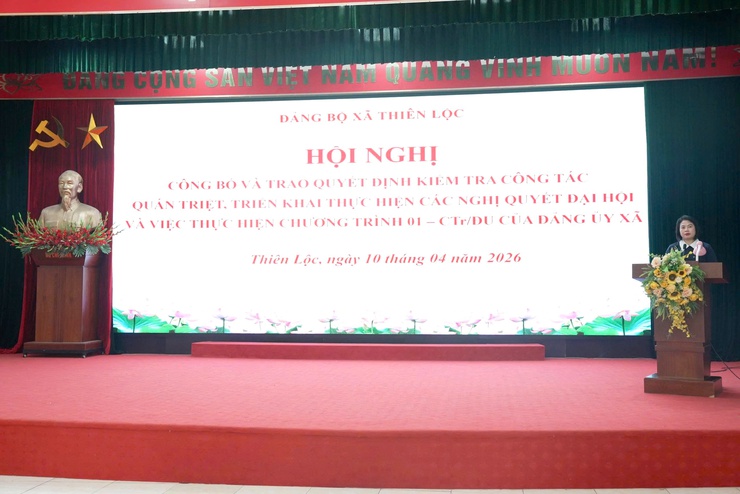 ĐẢNG CỘNG SẢN VIỆT NAM QUANG VINH MUÔN NĂM!
ĐẢNG BỘ XÃ THIÊN LỘC
HỘI NGHỊ
CÔNG BỐ VÀ TRAO QUYẾT ĐỊNH KIỂM TRA CÔNG TÁC
QUÁN TRIỆT, TRIỂN KHAI THỰC HIỆN CÁC NGHỊ QUYẾT ĐẠI HỘI
VÀ VIỆC THỰC HIỆN CHƯƠNG TRÌNH 01 – CTr/ĐU CỦA ĐẢNG ỦY XÃ
Thiên Lộc, ngày 10 tháng 04 năm 2026